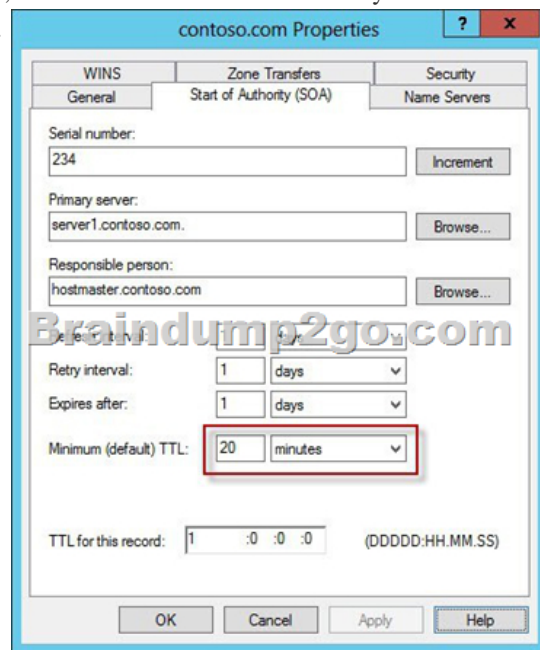 contoso.com Properties
? x
WINS Zone Transfers Security
General Start of Authority (SOA) Name Servers
Serial number:
234 Increment
Primary server:
server1.contoso.com. Browse...
Responsible person:
hostmaster.contoso.com Browse...
Braindump2go.com
Retry interval: 1 days
Expires after: 1 days
Minimum (default) TTL: 20 minutes
TTL for this record: 1 :0 :0 :0 (DDDDD:HH.MM.SS)
OK Cancel Apply Help